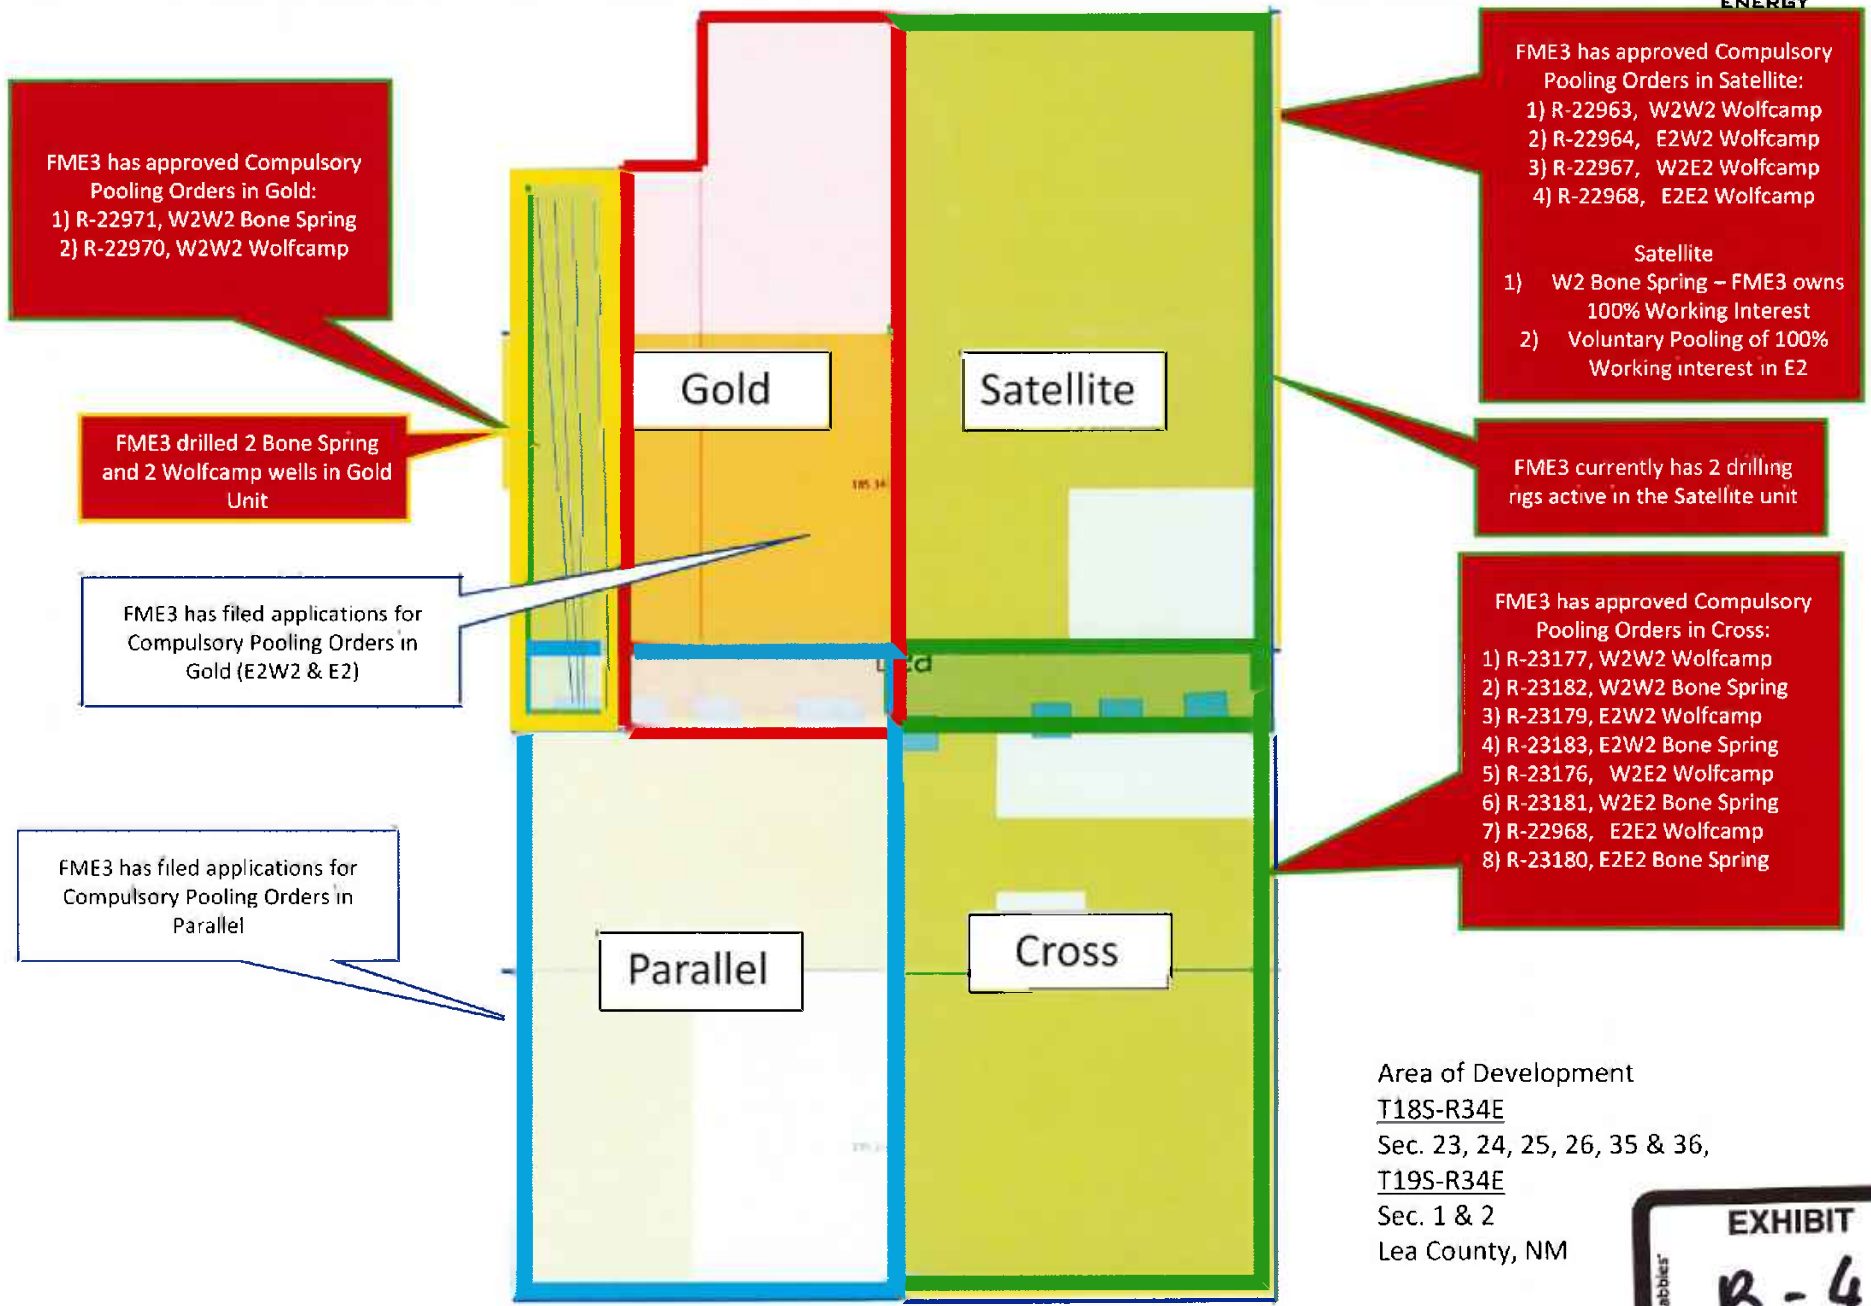 ENERGY
FME3 has approved Compulsory
Pooling Orders in Gold:
1) R-22971, W2W2 Bone Spring
2) R-22970, W2W2 Wolfcamp
FME3 drilled 2 Bone Spring
and 2 Wolfcamp wells in Gold
Unit
FME3 has filed applications for
Compulsory Pooling Orders in
Gold (E2W2 & E2)
FME3 has filed applications for
Compulsory Pooling Orders in
Parallel
Gold
Satellite
Parallel
Cross
FME3 has approved Compulsory
Pooling Orders in Satellite:
1) R-22963, W2W2 Wolfcamp
2) R-22964, E2W2 Wolfcamp
3) R-22967, W2E2 Wolfcamp
4) R-22968, E2E2 Wolfcamp
Satellite
1) W2 Bone Spring – FME3 owns
100% Working Interest
2) Voluntary Pooling of 100%
Working interest in E2
FME3 currently has 2 drilling
rigs active in the Satellite unit
FME3 has approved Compulsory
Pooling Orders in Cross:
1) R-23177, W2W2 Wolfcamp
2) R-23182, W2W2 Bone Spring
3) R-23179, E2W2 Wolfcamp
4) R-23183, E2W2 Bone Spring
5) R-23176, W2E2 Wolfcamp
6) R-23181, W2E2 Bone Spring
7) R-22968, E2E2 Wolfcamp
8) R-23180, E2E2 Bone Spring
Area of Development
T18S-R34E
Sec. 23, 24, 25, 26, 35 & 36,
T19S-R34E
Sec. 1 & 2
Lea County, NM
EXHIBIT
B-4